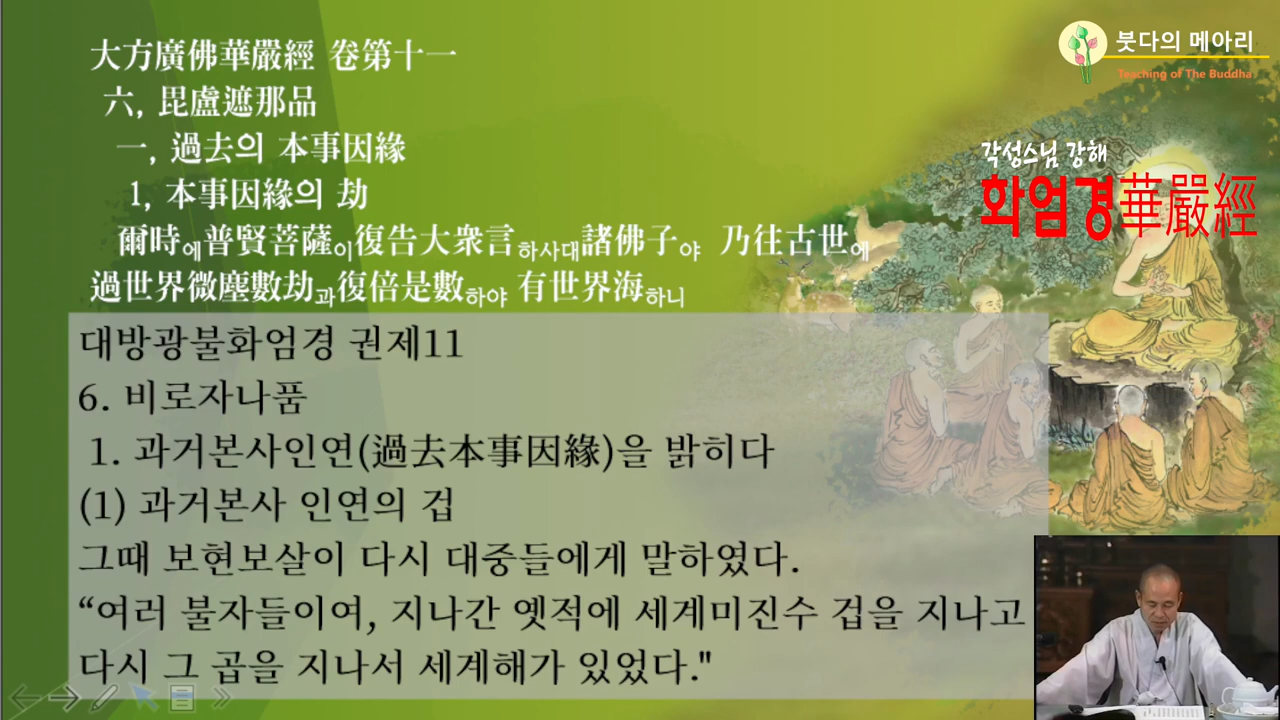 大方廣佛華嚴經 卷第十一
六, 毘盧遮那品
一, 過去의 本事因緣
1, 本事因緣의 劫
爾時에普賢菩薩이復告大衆言하사대諸佛子야 乃往古世에
過世界微塵數劫과復倍是數하야 有世界海하니
대방광불화엄경 권제11
6. 비로자나품
1. 과거본사인연(過去本事因緣)을 밝히다
(1) 과거본사 인연의 겁
그때 보현보살이 다시 대중들에게 말하였다.
“여러 불자들이여, 지나간 옛적에 세계미진수 겁을 지나고
다시 그 곱을 지나서 세계해가 있었다."
붓다의 메아리
Teaching of The Buddha
각성스님 강해
화엄경華嚴經